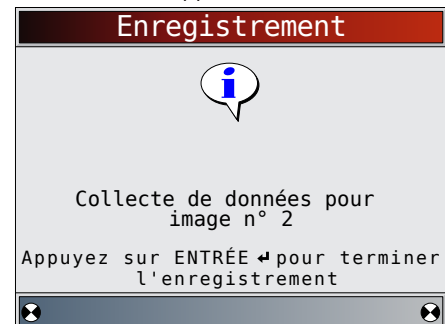 Enregistrement
Collecte de données pour
image n° 2
Appuyez sur ENTRÉE ↵ pour terminer
l'enregistrement